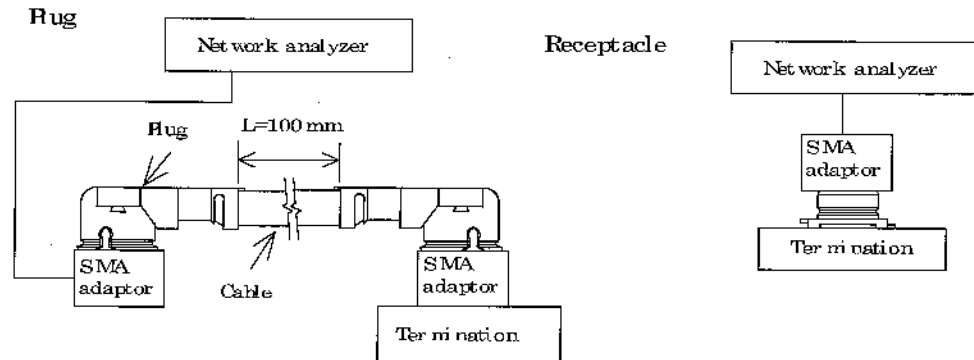 Plug
Network analyzer
Plug
L=100 mm
SMA
adaptor
Cable
SMA
adaptor
Termination
Receptacle
Network analyzer
SMA
adaptor
Termination